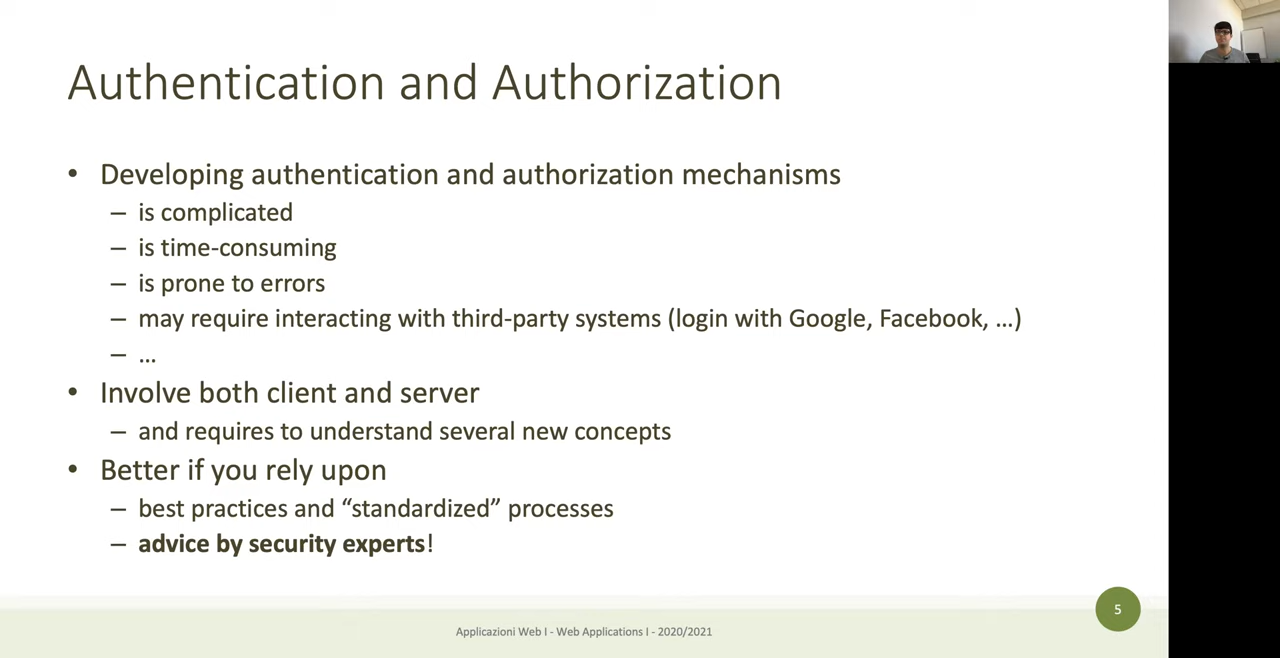 Authentication and Authorization
• Developing authentication and authorization mechanisms
– is complicated
– is time-consuming
– is prone to errors
– may require interacting with third-party systems (login with Google, Facebook, …)
– …
• Involve both client and server
– and requires to understand several new concepts
• Better if you rely upon
– best practices and “standardized” processes
– advice by security experts!
5
Applicazioni Web I - Web Applications I - 2020/2021